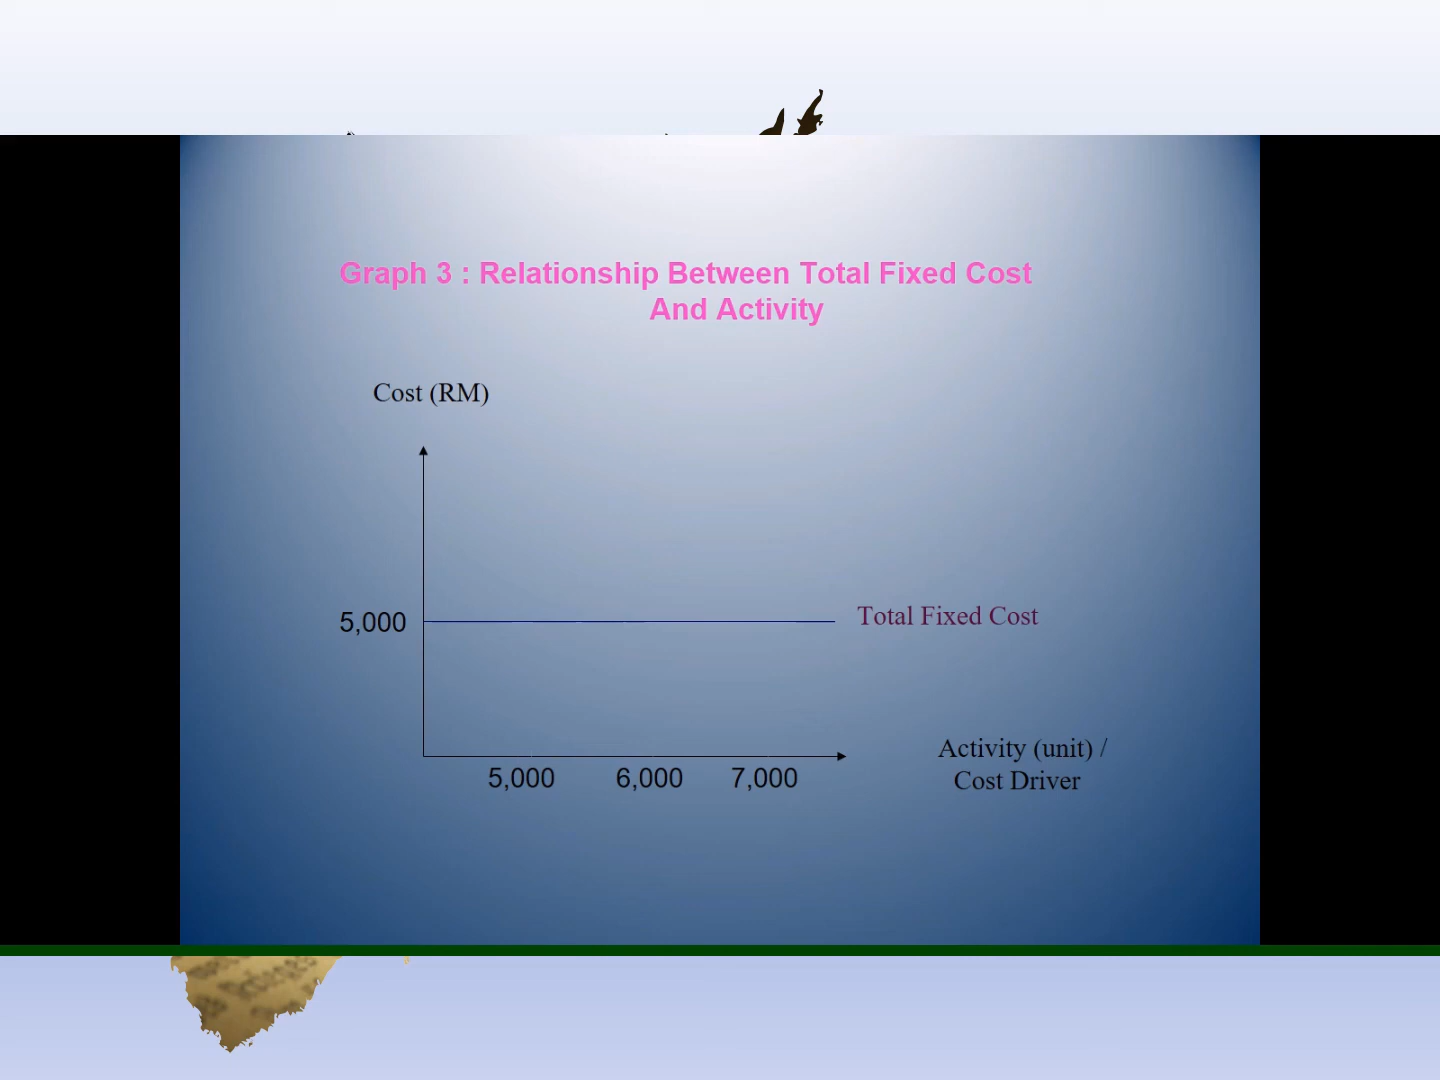 Graph 3 : Relationship Between Total Fixed Cost
And Activity
Cost (RM)
5,000
Total Fixed Cost
Activity (unit) /
Cost Driver
5,000 6,000 7,000